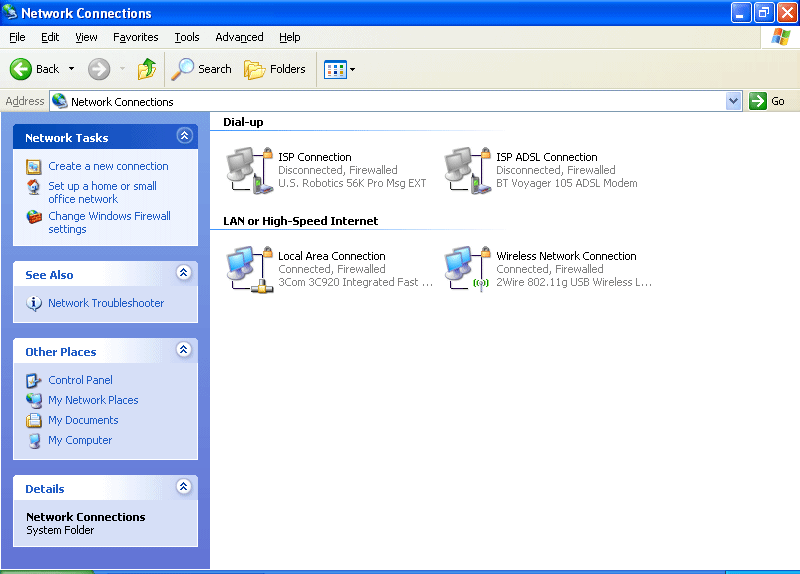 Network Connections
File Edit View Favorites Tools Advanced Help
Back Search Folders
Address Network Connections Go
Network Tasks
Create a new connection
Set up a home or small
office network
Change Windows Firewall
settings
See Also
Network Troubleshooter
Other Places
Control Panel
My Network Places
My Documents
My Computer
Details
Network Connections
System Folder
Dial-up
ISP Connection
Disconnected, Firewalled
U.S. Robotics 56K Pro Msg EXT
ISP ADSL Connection
Disconnected, Firewalled
BT Voyager 105 ADSL Modem
LAN or High-Speed Internet
Local Area Connection
Connected, Firewalled
3Com 3C920 Integrated Fast ...
Wireless Network Connection
Connected, Firewalled
2Wire 802.11g USB Wireless L...